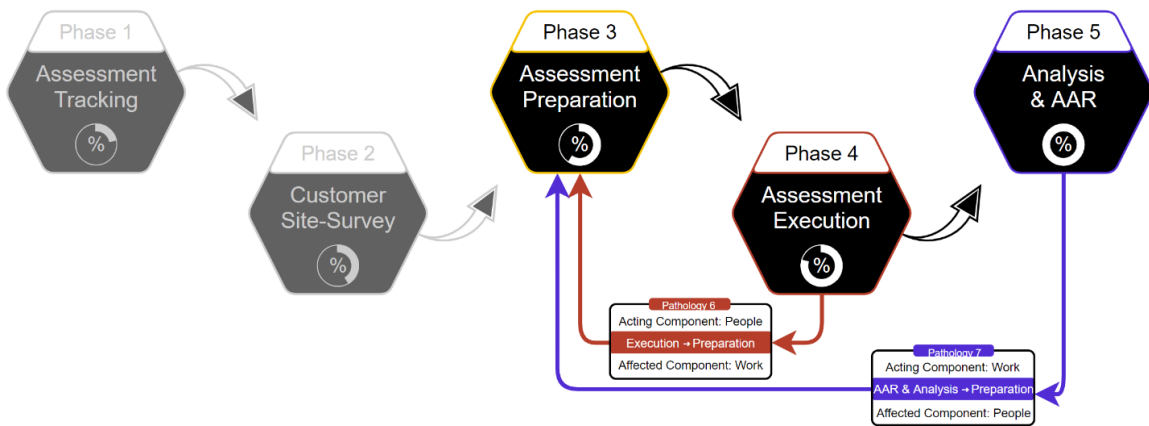 Phase 1
Assessment
Tracking
%
Phase 2
Customer
Site-Survey
%
Phase 3
Assessment
Preparation
%
Phase 4
Assessment
Execution
%
Phase 5
Analysis
& AAR
%
Pathology 6
Acting Component: People
Execution → Preparation
Affected Component: Work
Pathology 7
Acting Component: Work
AAR & Analysis → Preparation
Affected Component: People